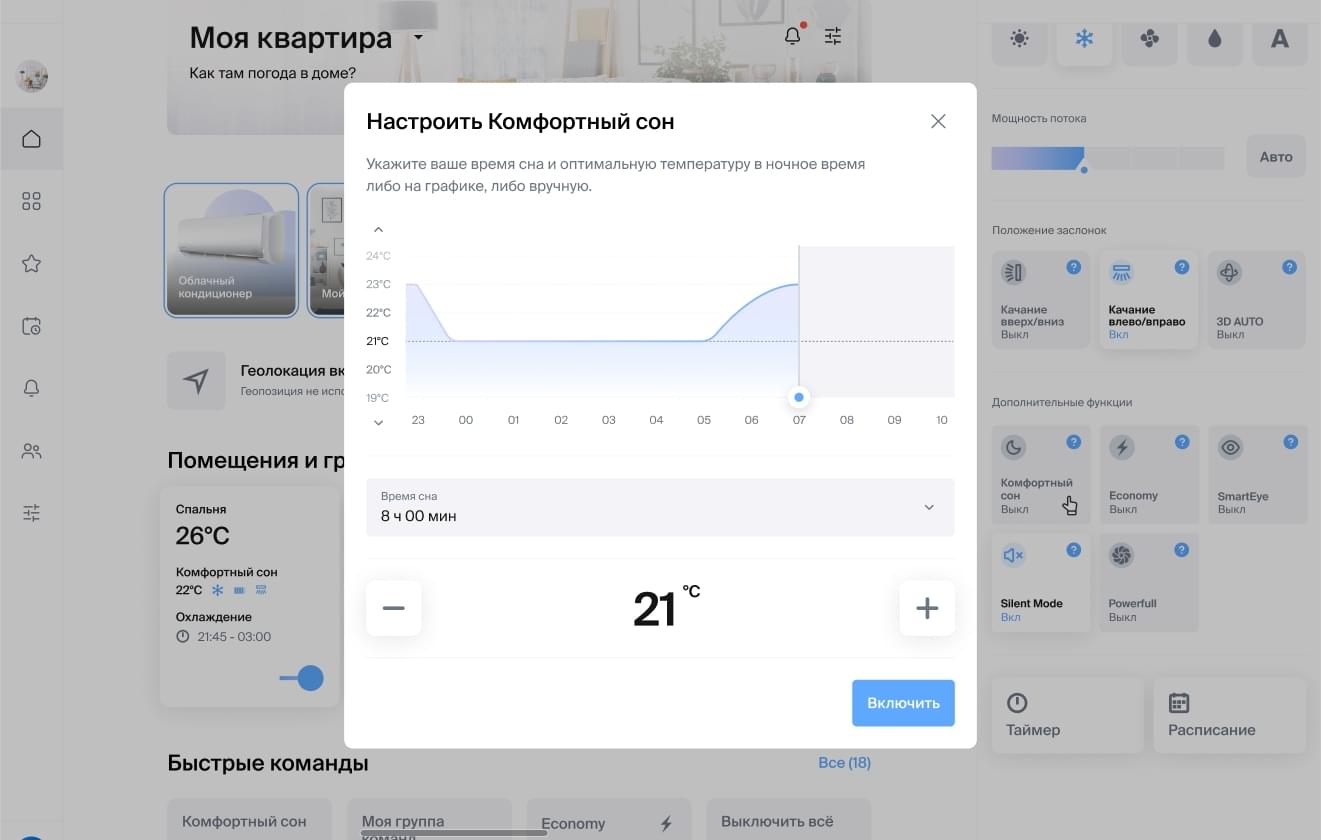 Моя квартира
Как там погода в доме?
Облачный
кондиционер
Мой
Геолокация вк
Геопозиция не испо
Помещения и гр
Спальня
26°C
Комфортный сон
22°C
Охлаждение
21:45 - 03:00
Быстрые команды
Все (18)
Комфортный сон
Моя группа
команд
Economy
Выключить всё
Настроить Комфортный сон
Укажите ваше время сна и оптимальную температуру в ночное время
либо на графике, либо вручную.
24°C
23°C
22°C
21°C
20°C
19°C
23 00 01 02 03 04 05 06 07 08 09 10
Время сна
8 ч 00 мин
21 °C
Включить
A
Мощность потока
Авто
Положение заслонок
?
Качание
вверх/вниз
Выкл
?
Качание
влево/вправо
Вкл
?
3D AUTO
Выкл
Дополнительные функции
?
Комфортный
сон
Выкл
?
Economy
Выкл
?
SmartEye
Выкл
?
Silent Mode
Вкл
?
Powerfull
Выкл
Таймер
Расписание